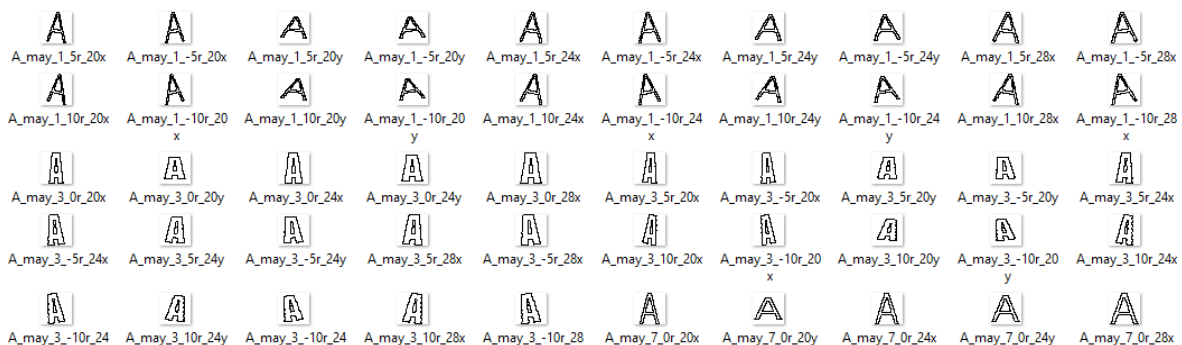 A_may_1_5r_20x A_may_1_-5r_20x A_may_1_5r_20y A_may_1_-5r_20y A_may_1_5r_24x A_may_1_-5r_24x A_may_1_5r_24y A_may_1_-5r_24y A_may_1_5r_28x A_may_1_-5r_28x
A_may_1_10r_20x A_may_1_-10r_20 A_may_1_10r_20y A_may_1_-10r_20 A_may_1_10r_24x A_may_1_-10r_24 A_may_1_10r_24y A_may_1_-10r_24 A_may_1_10r_28x A_may_1_-10r_28
x y x y x
A_may_3_0r_20x A_may_3_0r_20y A_may_3_0r_24x A_may_3_0r_24y A_may_3_0r_28x A_may_3_5r_20x A_may_3_-5r_20x A_may_3_5r_20y A_may_3_-5r_20y A_may_3_5r_24x
A_may_3_-5r_24x A_may_3_5r_24y A_may_3_-5r_24y A_may_3_5r_28x A_may_3_-5r_28x A_may_3_10r_20x A_may_3_-10r_20 A_may_3_10r_20y A_may_3_-10r_20 A_may_3_10r_24x
x y
A_may_3_-10r_24 A_may_3_10r_24y A_may_3_-10r_24 A_may_3_10r_28x A_may_3_-10r_28 A_may_7_0r_20x A_may_7_0r_20y A_may_7_0r_24x A_may_7_0r_24y A_may_7_0r_28x